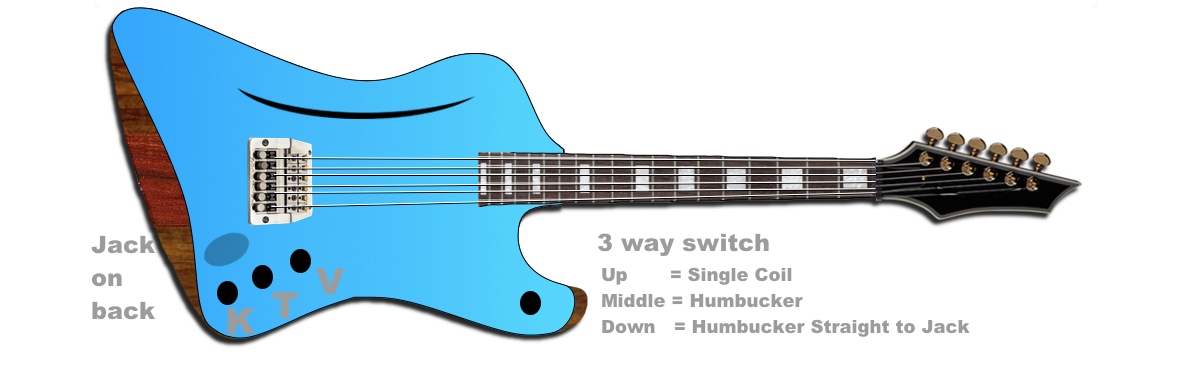 Jack
on
back
K T V
3 way switch
Up = Single Coil
Middle = Humbucker
Down = Humbucker Straight to Jack